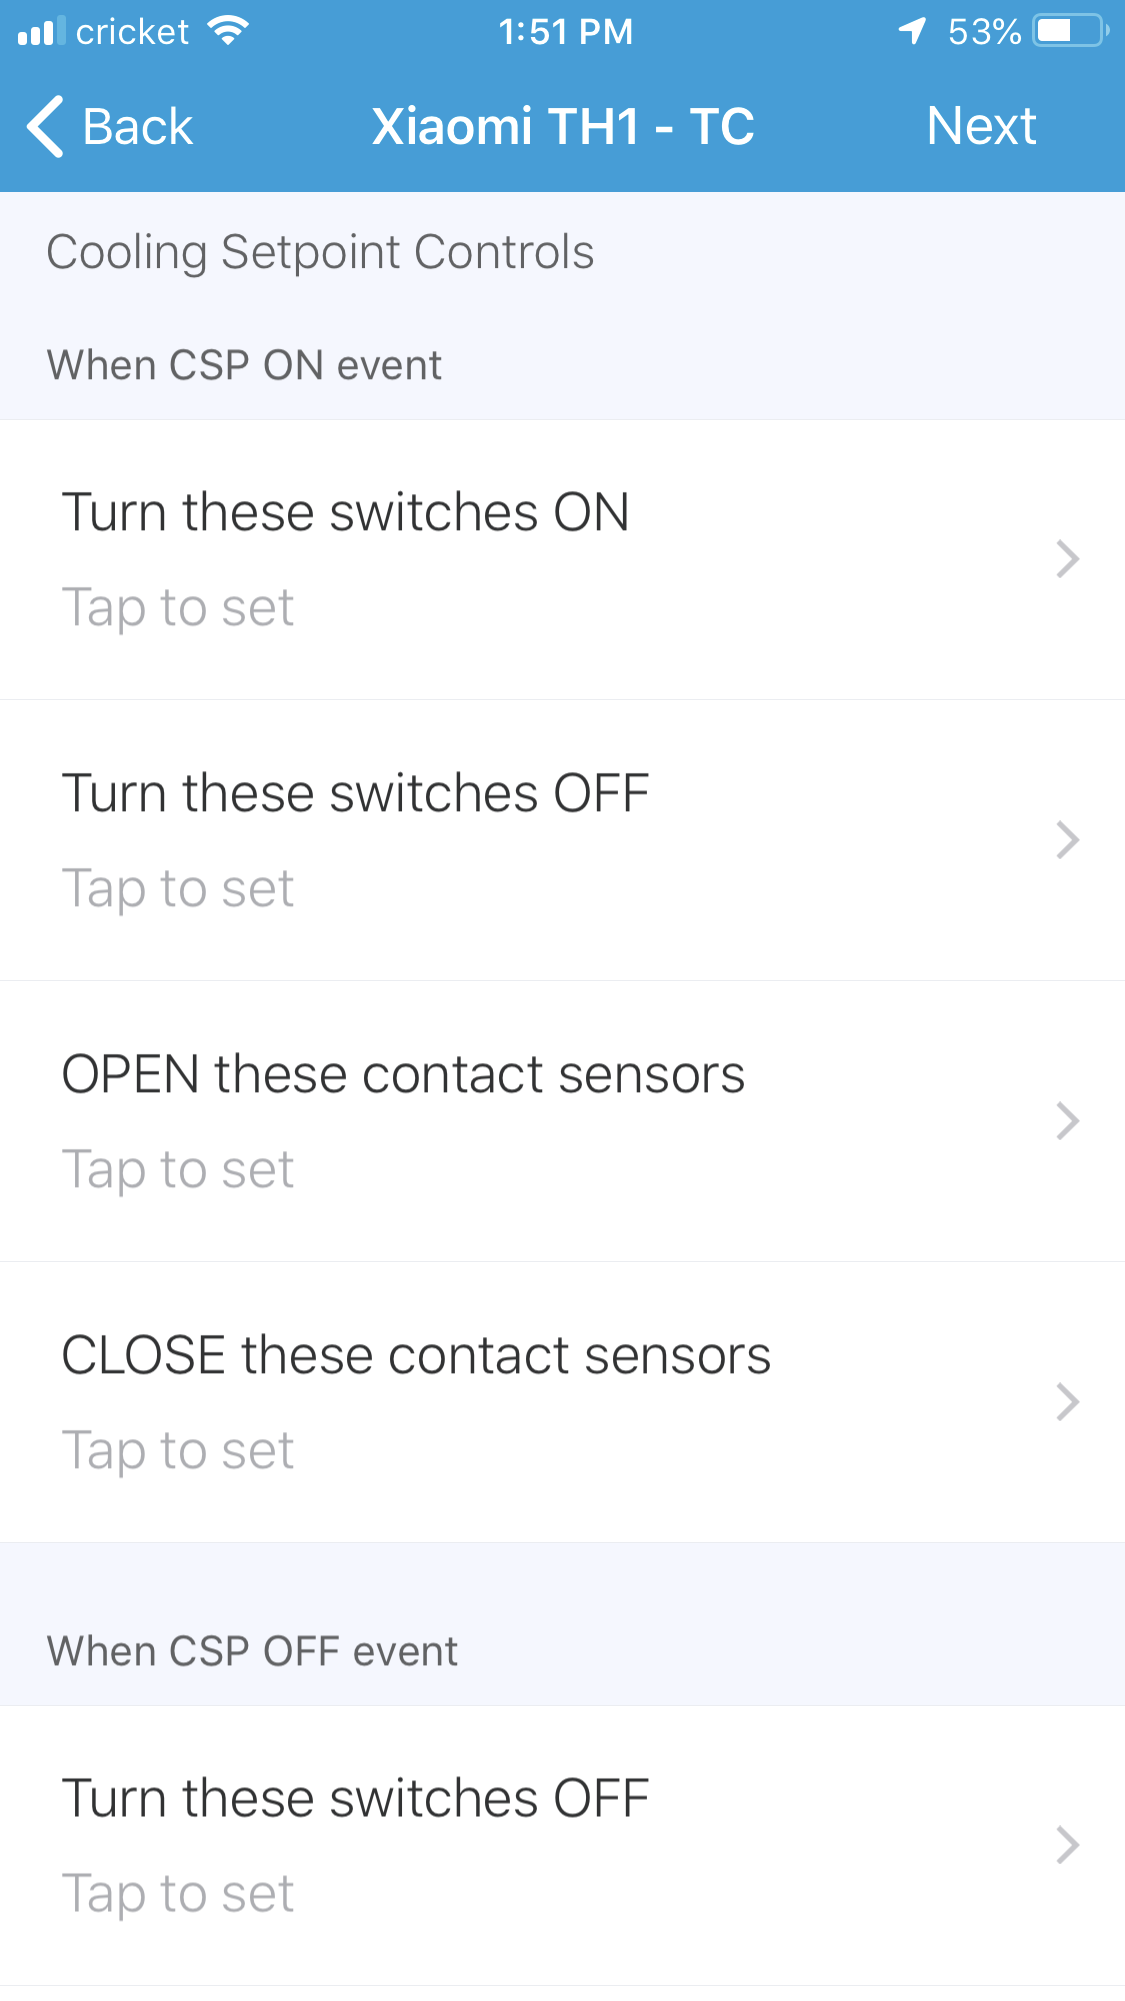 cricket 1:51 PM 53%
Back Xiaomi TH1 - TC Next
Cooling Setpoint Controls
When CSP ON event
Turn these switches ON
Tap to set
Turn these switches OFF
Tap to set
OPEN these contact sensors
Tap to set
CLOSE these contact sensors
Tap to set
When CSP OFF event
Turn these switches OFF
Tap to set